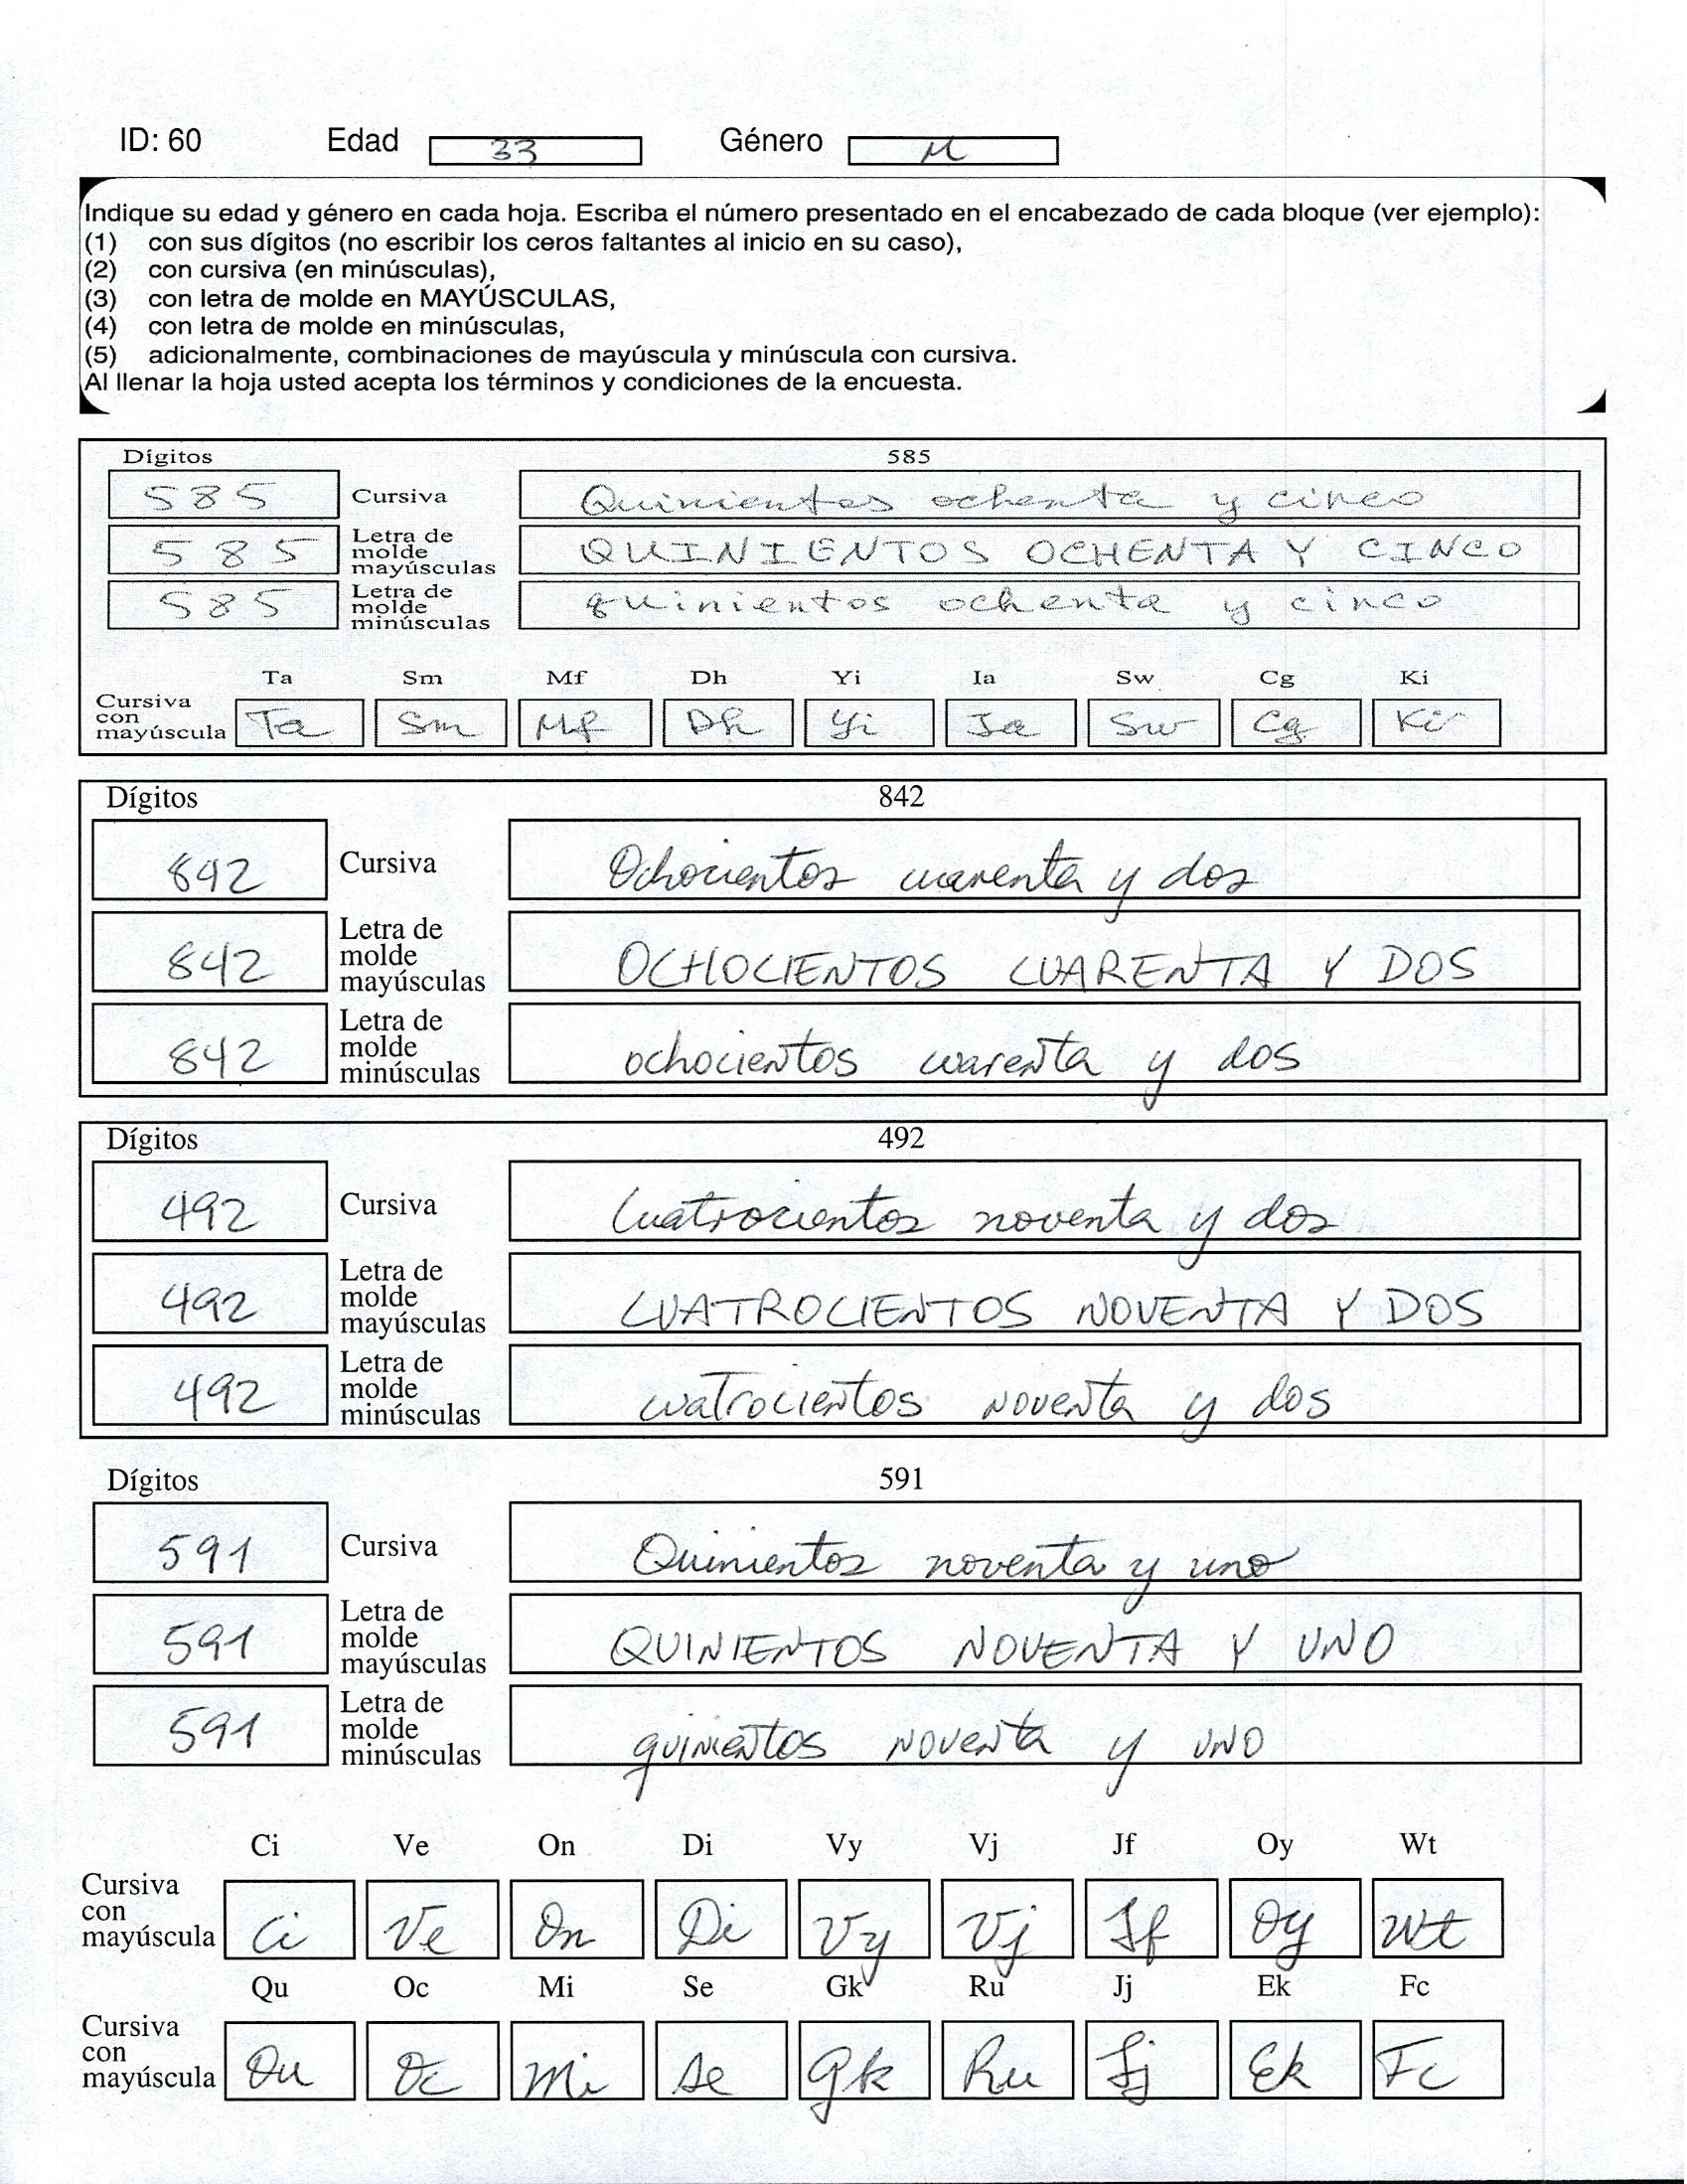 ID: 60 Edad 33 Género M
Indique su edad y género en cada hoja. Escriba el número presentado en el encabezado de cada bloque (ver ejemplo):
(1) con sus dígitos (no escribir los ceros faltantes al inicio en su caso),
(2) con cursiva (en minúsculas),
(3) con letra de molde en MAYÚSCULAS,
(4) con letra de molde en minúsculas,
(5) adicionalmente, combinaciones de mayúscula y minúscula con cursiva.
Al llenar la hoja usted acepta los términos y condiciones de la encuesta.
Dígitos 585
585 Cursiva Quinientos ochenta y cinco
585 Letra de molde mayúsculas QUINIENTOS OCHENTA Y CINCO
585 Letra de molde minúsculas quinientos ochenta y cinco
Ta Sm Mf Dh Yi Ia Sw Cg Ki
Cursiva con mayúscula Ta Sm Mf Dh Yi Ia Sw Cg Ki
Dígitos 842
842 Cursiva Ochocientos cuarenta y dos
842 Letra de molde mayúsculas OCHOCIENTOS CUARENTA Y DOS
842 Letra de molde minúsculas ochocientos cuarenta y dos
Dígitos 492
492 Cursiva Cuatrocientos noventa y dos
492 Letra de molde mayúsculas CUATROCIENTOS NOVENTA Y DOS
492 Letra de molde minúsculas cuatrocientos noventa y dos
Dígitos 591
591 Cursiva Quinientos noventa y uno
591 Letra de molde mayúsculas QUINIENTOS NOVENTA Y UNO
591 Letra de molde minúsculas quinientos noventa y uno
Ci Ve On Di Vy Vj Jf Oy Wt
Cursiva con mayúscula Ci Ve On Di Vy Vj Jf Oy Wt
Qu Oc Mi Se Gk Ru Jj Ek Fc
Cursiva con mayúscula Qu Oc Mi Se Gk Ru Jj Ek Fc